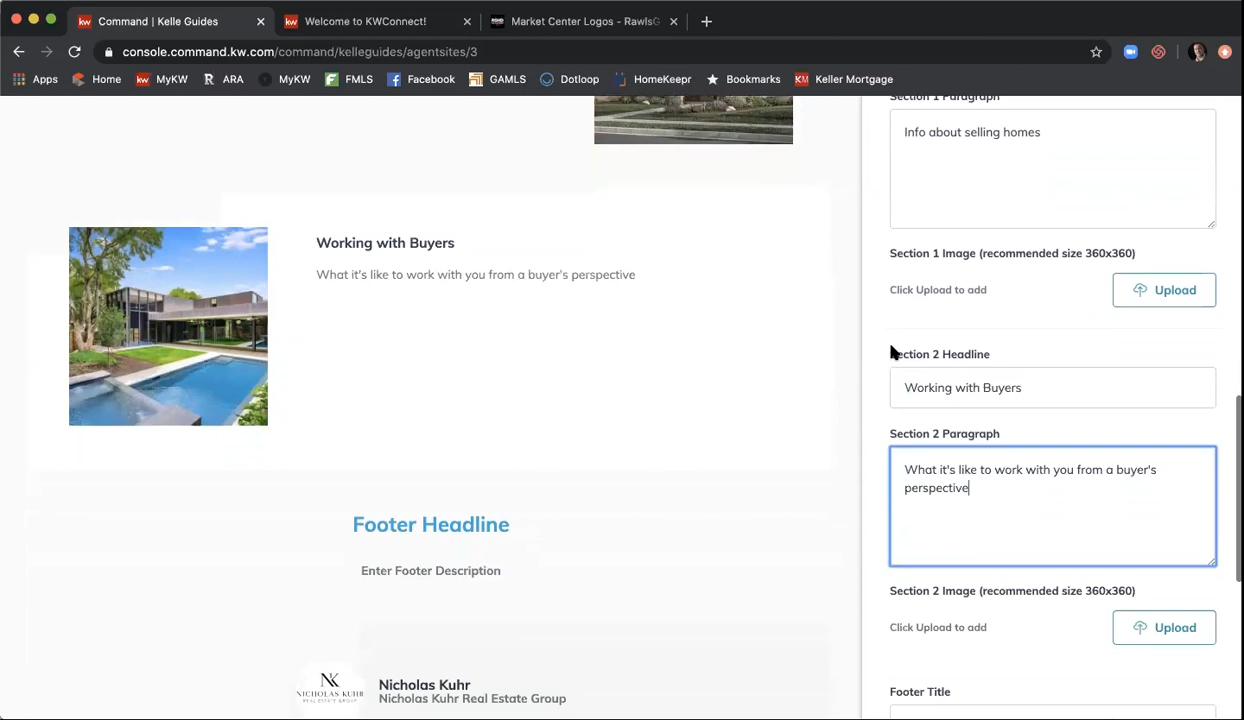 Command | Kelle Guides
Welcome to KWConnect!
Market Center Logos - RawlsG
console.command.kw.com/command/kelleguides/agentsites/3
Apps
Home
MyKW
ARA
MyKW
FMLS
Facebook
GAMLS
Dotloop
HomeKeepr
Bookmarks
Keller Mortgage
Working with Buyers
What it's like to work with you from a buyer's perspective
Footer Headline
Enter Footer Description
NK
NICHOLAS KUHR
REAL ESTATE GROUP
Nicholas Kuhr
Nicholas Kuhr Real Estate Group
Section 1 Paragraph
Info about selling homes
Section 1 Image (recommended size 360x360)
Click Upload to add
Upload
Section 2 Headline
Working with Buyers
Section 2 Paragraph
What it's like to work with you from a buyer's
perspective
Section 2 Image (recommended size 360x360)
Click Upload to add
Upload
Footer Title